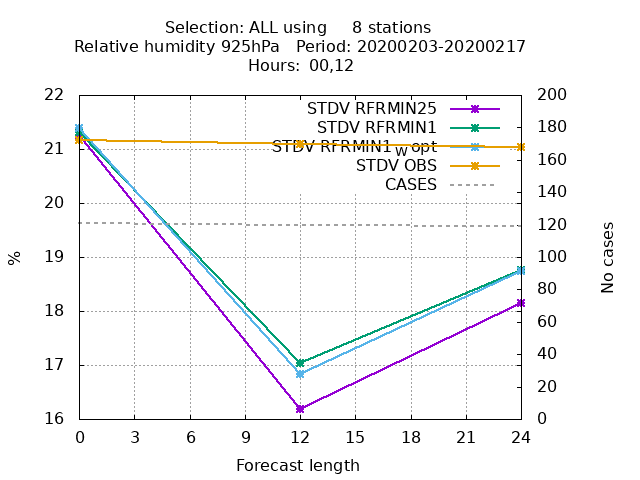 Selection: ALL using     8 stations
Relative humidity 925hPa   Period: 20200203-20200217
Hours: 00,12
STDV RFRMIN25
STDV RFRMIN1
STDV RFRMIN1_wopt
STDV OBS
CASES
22
21
20
19
18
17
16
%
200
180
160
140
120
100
80
60
40
20
0
No cases
0 3 6 9 12 15 18 21 24
Forecast length